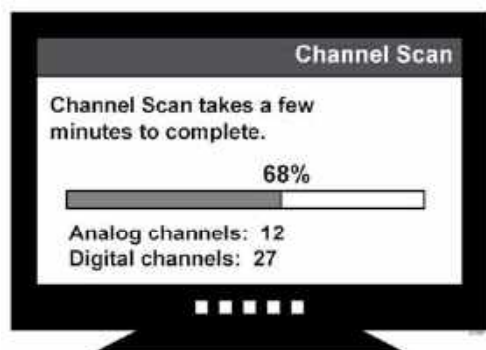 Channel Scan
Channel Scan takes a few
minutes to complete.
68%
Analog channels: 12
Digital channels: 27